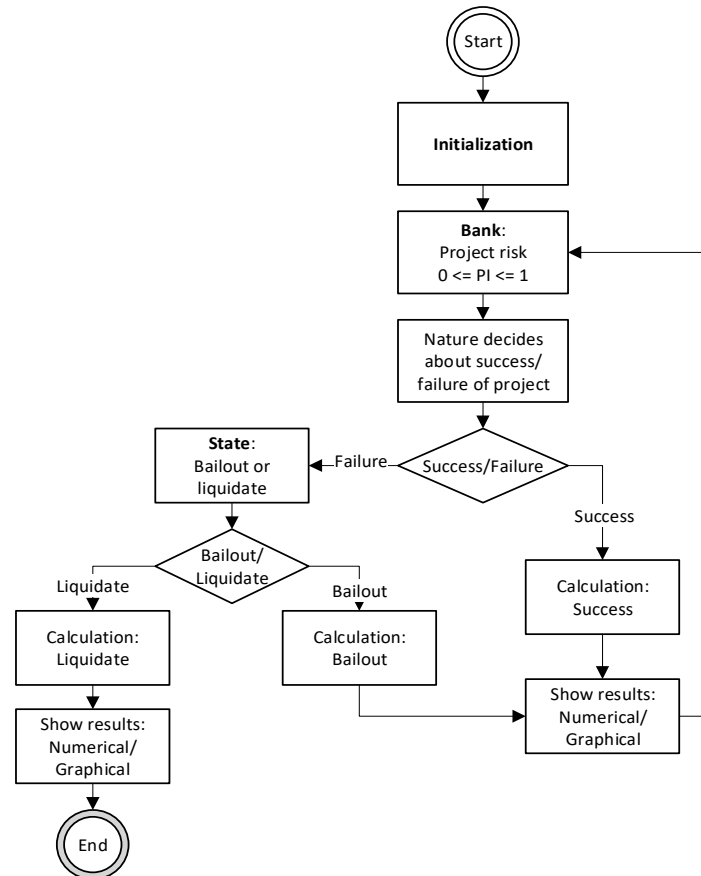 Start
Initialization
Bank:
Project risk
0 <= PI <= 1
Nature decides
about success/
failure of project
Success/Failure
Failure
State:
Bailout or
liquidate
Success
Bailout/
Liquidate
Liquidate
Bailout
Calculation:
Success
Calculation:
Liquidate
Calculation:
Bailout
Show results:
Numerical/
Graphical
Show results:
Numerical/
Graphical
End